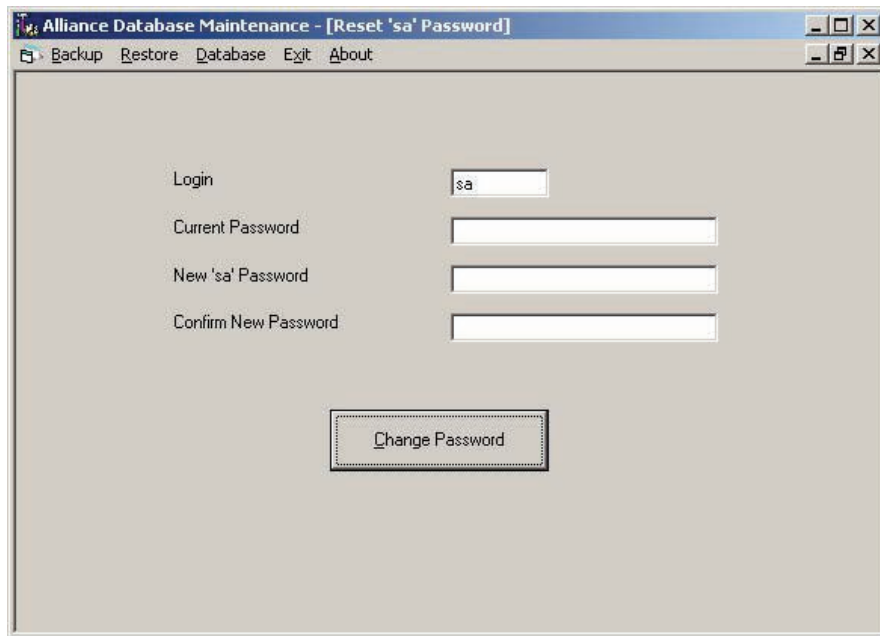 Alliance Database Maintenance - [Reset 'sa' Password]
Backup Restore Database Exit About
Login sa
Current Password
New 'sa' Password
Confirm New Password
Change Password